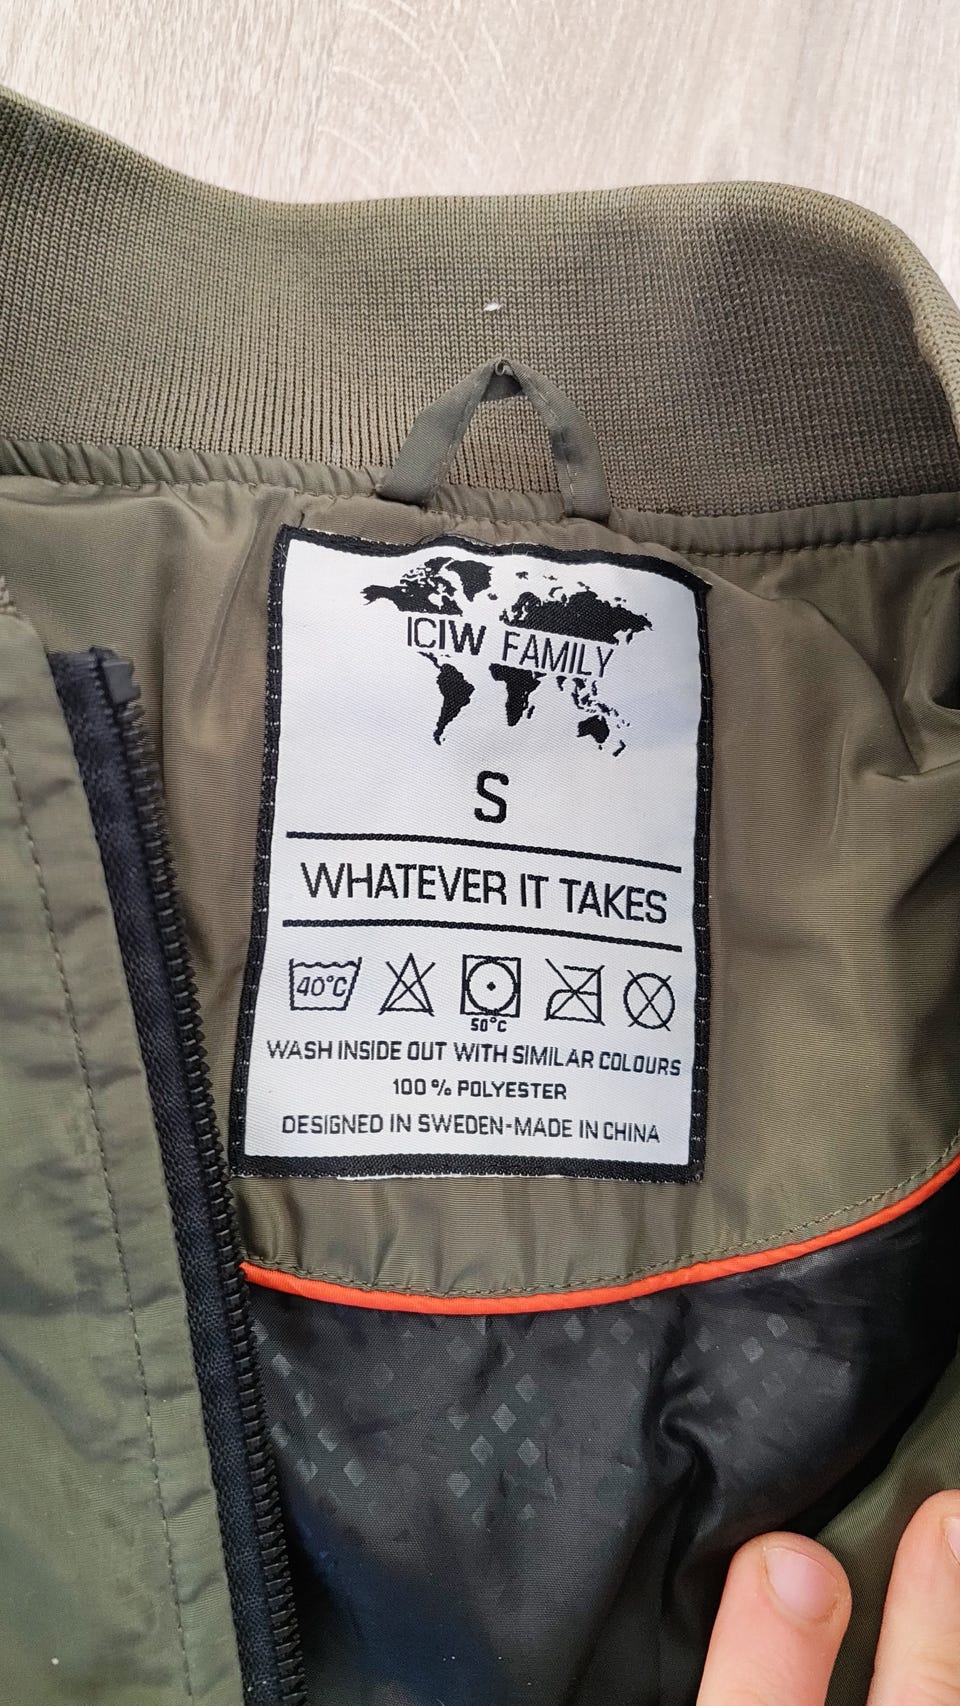 ICIW FAMILY
S
WHATEVER IT TAKES
40°C
50°C
WASH INSIDE OUT WITH SIMILAR COLOURS
100 % POLYESTER
DESIGNED IN SWEDEN-MADE IN CHINA